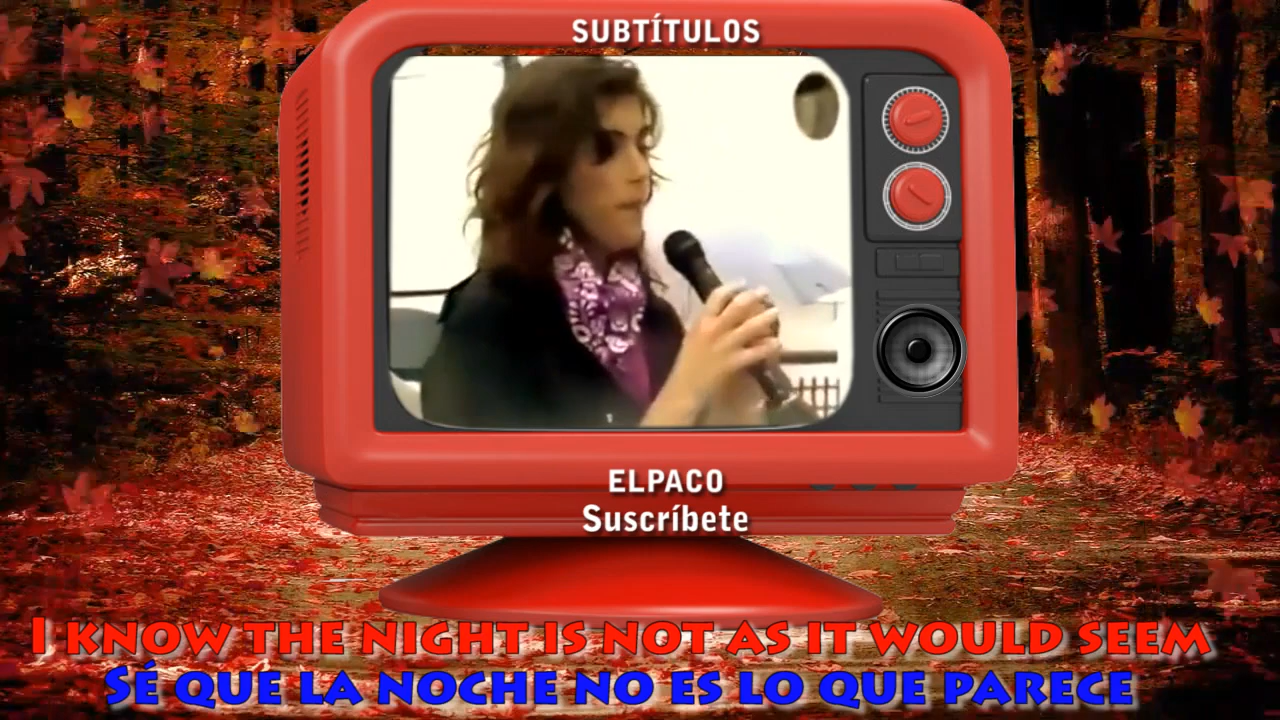 SUBTÍTULOS
ELPACO
Suscríbete
I KNOW THE NIGHT IS NOT AS IT WOULD SEEM
SÉ QUE LA NOCHE NO ES LO QUE PARECE